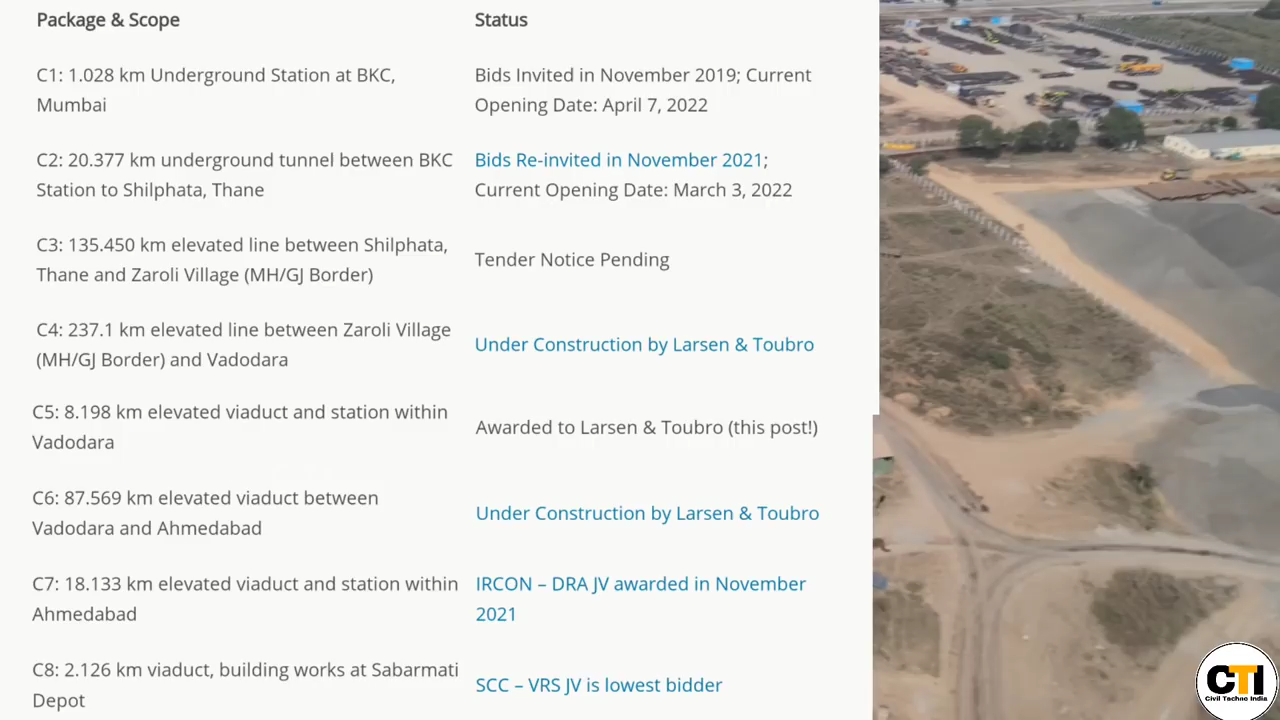 Package & Scope
Status
C1: 1.028 km Underground Station at BKC,
Mumbai
Bids Invited in November 2019; Current
Opening Date: April 7, 2022
C2: 20.377 km underground tunnel between BKC
Station to Shilphata, Thane
Bids Re-invited in November 2021;
Current Opening Date: March 3, 2022
C3: 135.450 km elevated line between Shilphata,
Thane and Zaroli Village (MH/GJ Border)
Tender Notice Pending
C4: 237.1 km elevated line between Zaroli Village
(MH/GJ Border) and Vadodara
Under Construction by Larsen & Toubro
C5: 8.198 km elevated viaduct and station within
Vadodara
Awarded to Larsen & Toubro (this post!)
C6: 87.569 km elevated viaduct between
Vadodara and Ahmedabad
Under Construction by Larsen & Toubro
C7: 18.133 km elevated viaduct and station within
Ahmedabad
IRCON – DRA JV awarded in November
2021
C8: 2.126 km viaduct, building works at Sabarmati
Depot
SCC – VRS JV is lowest bidder
CTI
Civil Techno India